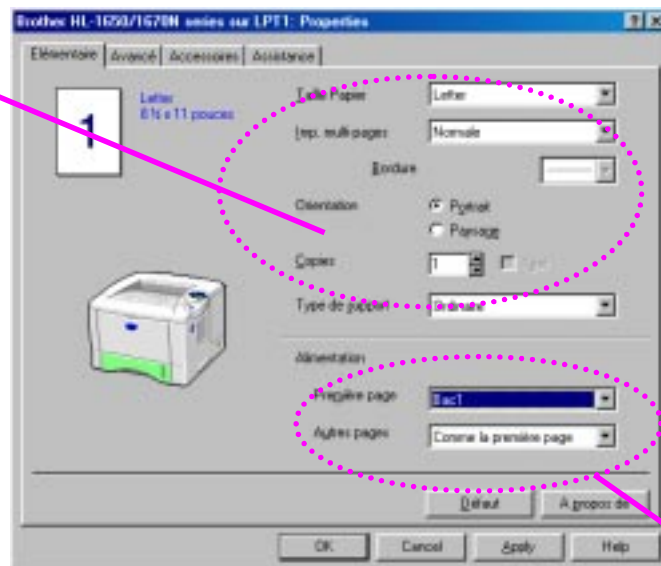 Brother HL-1650/1670N series sur LPT1: Properties
Elémentaire Avancé Accessoires Assistance
1
Letter
8½ x 11 pouces
Taille Papier Letter
Imp. multi-pages Normale
Bordure
Orientation Portrait
Paysage
Copies 1
Type de support Ordinaire
Alimentation
Première page Bac1
Autres pages Comme la première page
Défaut A propos de
OK Cancel Apply Help